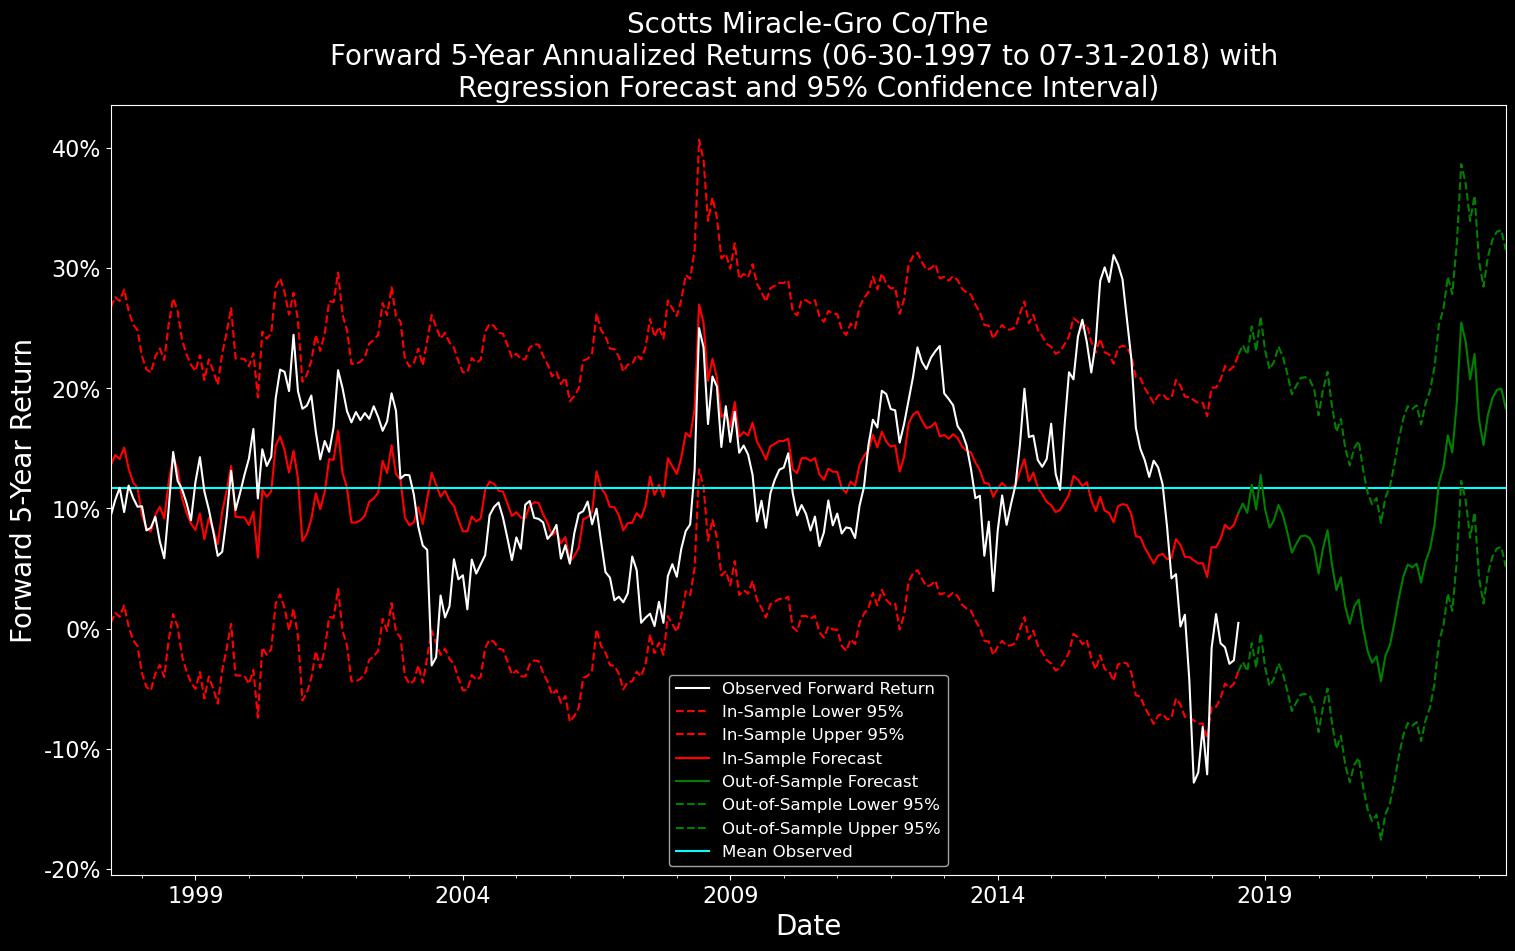 Scotts Miracle-Gro Co/The
Forward 5-Year Annualized Returns (06-30-1997 to 07-31-2018) with
Regression Forecast and 95% Confidence Interval)
Forward 5-Year Return
40%
30%
20%
10%
0%
-10%
-20%
Observed Forward Return
In-Sample Lower 95%
In-Sample Upper 95%
In-Sample Forecast
Out-of-Sample Forecast
Out-of-Sample Lower 95%
Out-of-Sample Upper 95%
Mean Observed
1999
2004
2009
2014
2019
Date